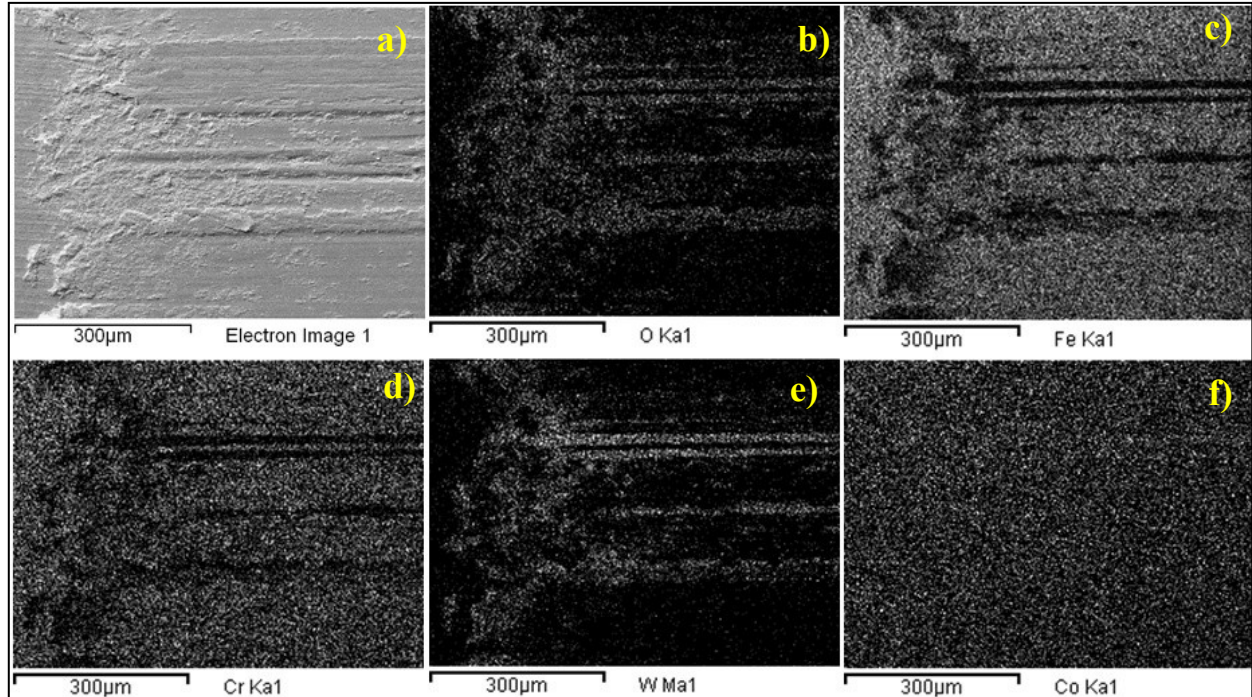 a)
b)
c)
300μm Electron Image 1
300μm O Ka1
300μm Fe Ka1
d)
e)
f)
300μm Cr Ka1
300μm W Ma1
300μm Co Ka1